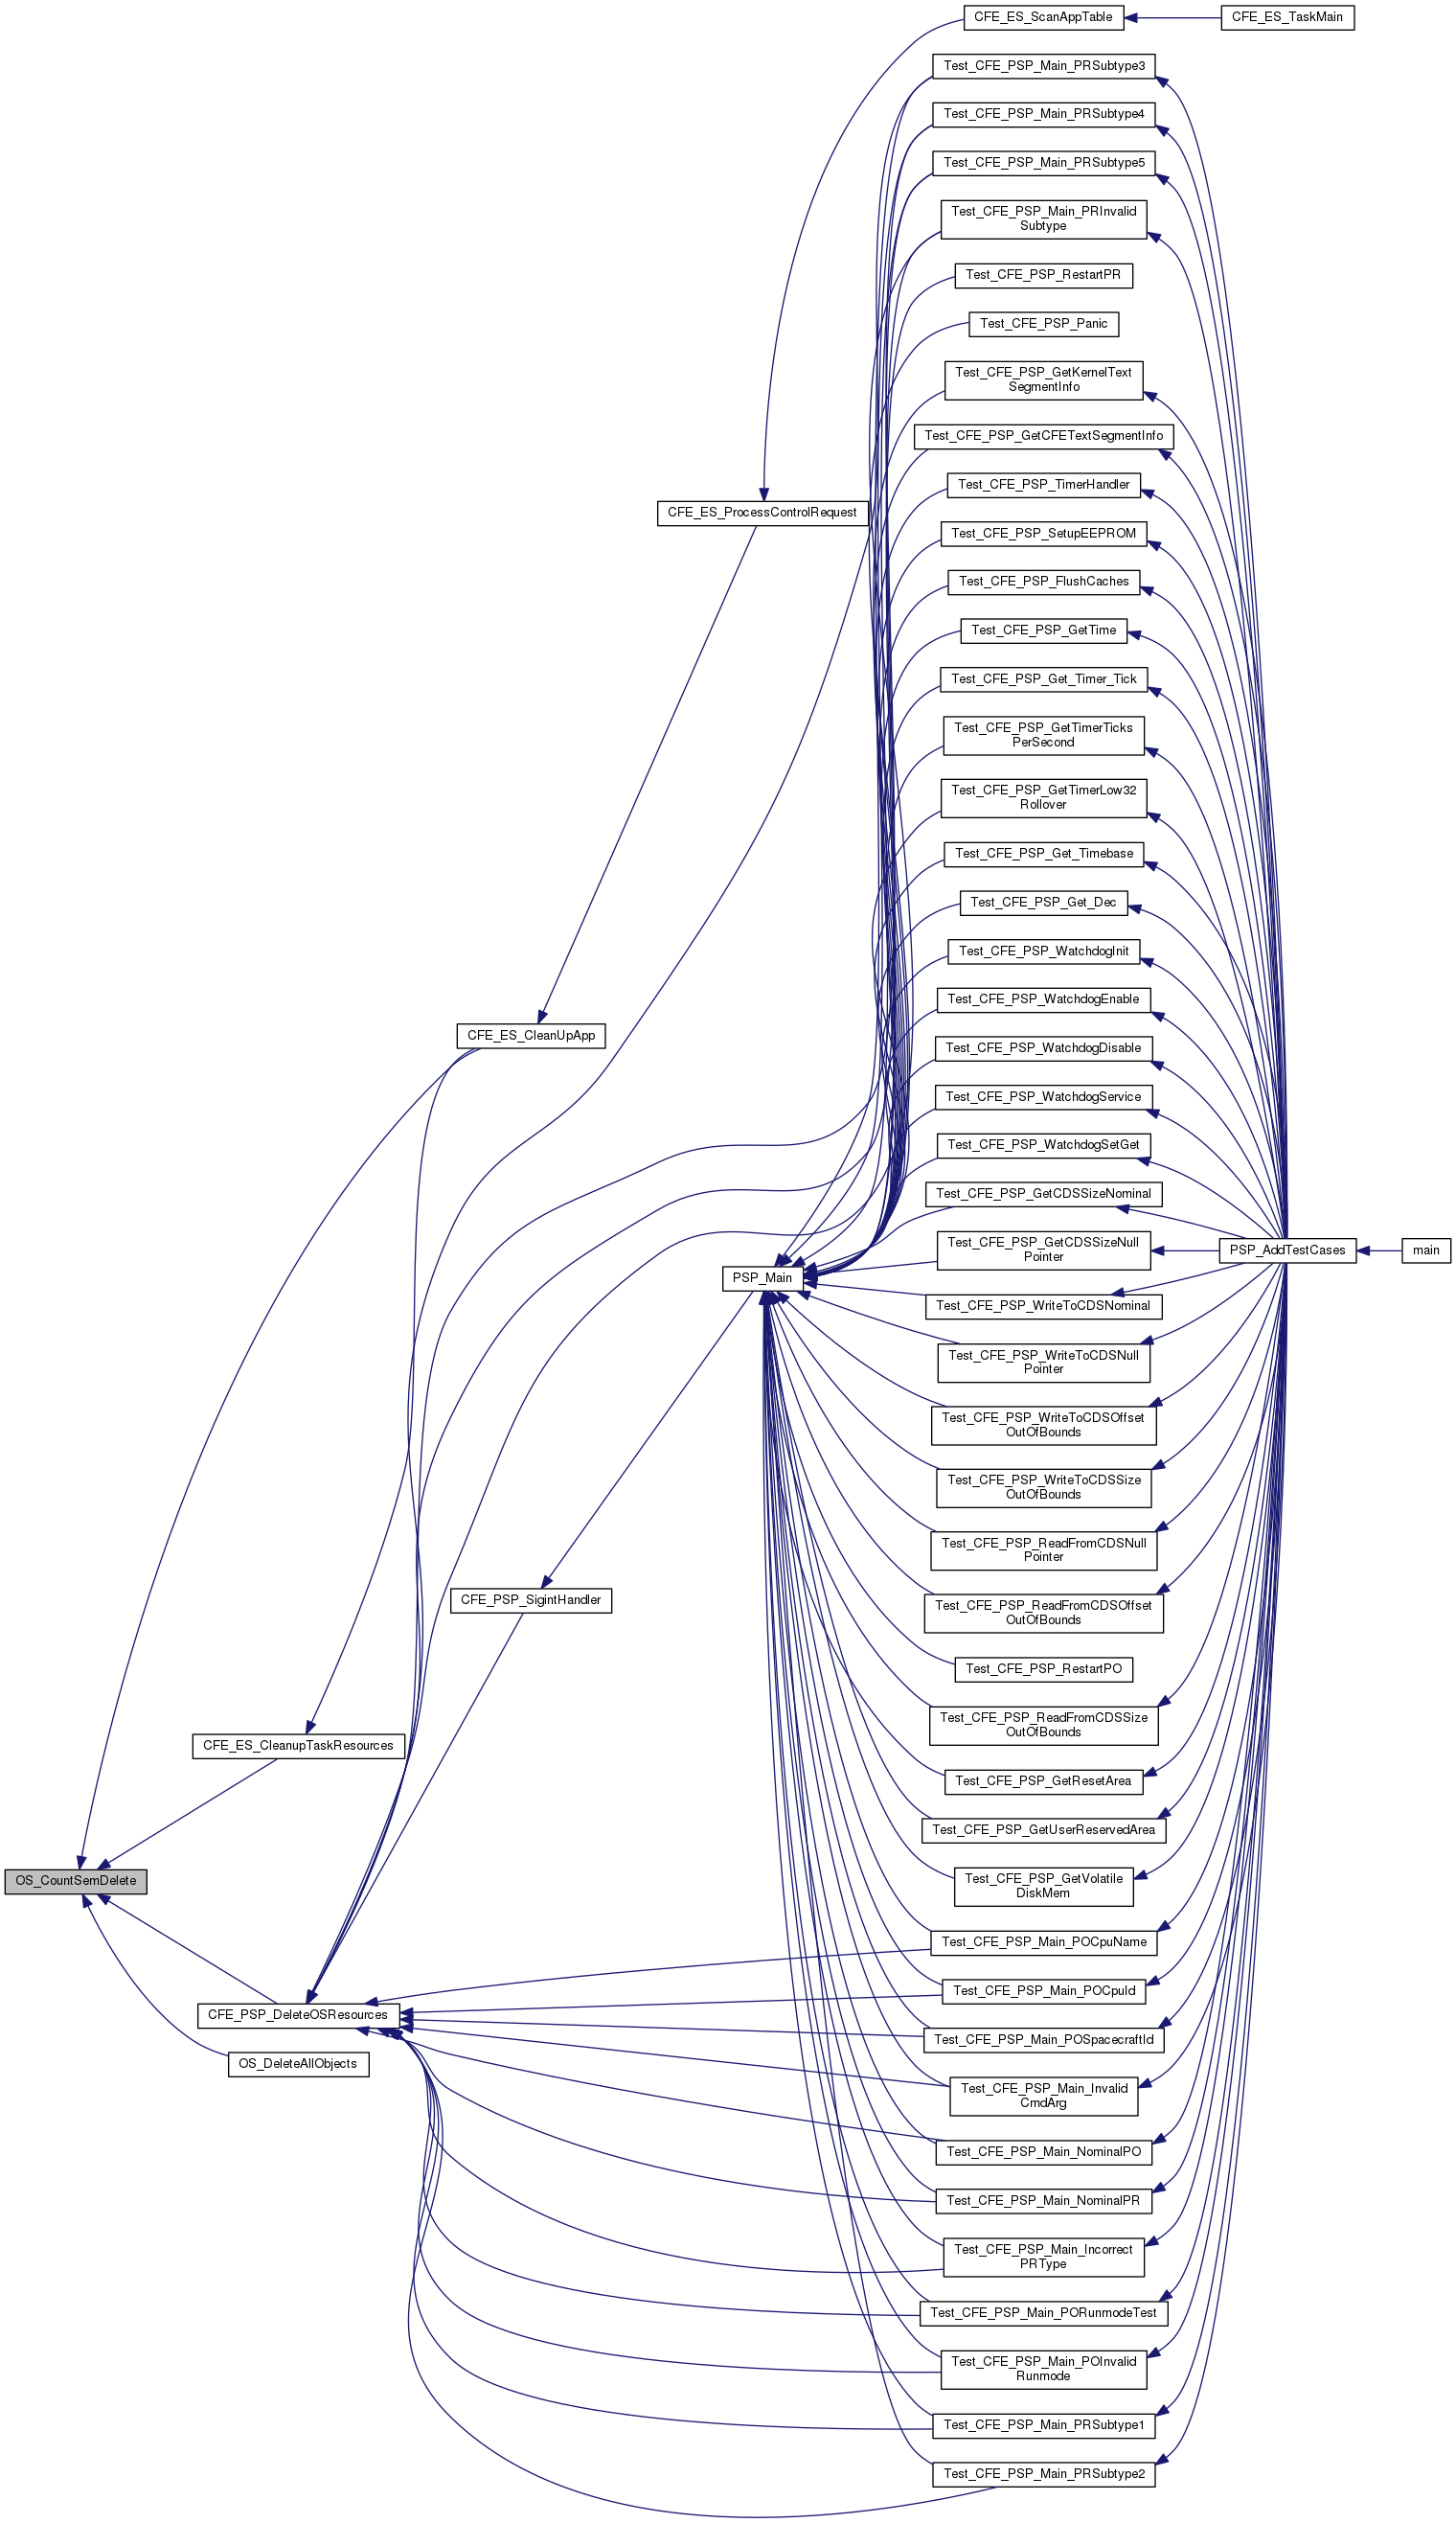 CFE_ES_ScanAppTable
CFE_ES_TaskMain
Test_CFE_PSP_Main_PRSubtype3
Test_CFE_PSP_Main_PRSubtype4
Test_CFE_PSP_Main_PRSubtype5
Test_CFE_PSP_Main_PRInvalid
Subtype
Test_CFE_PSP_RestartPR
Test_CFE_PSP_Panic
Test_CFE_PSP_GetKernelText
SegmentInfo
Test_CFE_PSP_GetCFETextSegmentInfo
Test_CFE_PSP_TimerHandler
CFE_ES_ProcessControlRequest
Test_CFE_PSP_SetupEEPROM
Test_CFE_PSP_FlushCaches
Test_CFE_PSP_GetTime
Test_CFE_PSP_Get_Timer_Tick
Test_CFE_PSP_GetTimerTicks
PerSecond
Test_CFE_PSP_GetTimerLow32
Rollover
Test_CFE_PSP_Get_Timebase
Test_CFE_PSP_Get_Dec
Test_CFE_PSP_WatchdogInit
Test_CFE_PSP_WatchdogEnable
CFE_ES_CleanUpApp
Test_CFE_PSP_WatchdogDisable
Test_CFE_PSP_WatchdogService
Test_CFE_PSP_WatchdogSetGet
Test_CFE_PSP_GetCDSSizeNominal
Test_CFE_PSP_GetCDSSizeNull
Pointer
PSP_AddTestCases
main
PSP_Main
Test_CFE_PSP_WriteToCDSNominal
Test_CFE_PSP_WriteToCDSNull
Pointer
Test_CFE_PSP_WriteToCDSOffset
OutOfBounds
Test_CFE_PSP_WriteToCDSSize
OutOfBounds
Test_CFE_PSP_ReadFromCDSNull
Pointer
CFE_PSP_SigintHandler
Test_CFE_PSP_ReadFromCDSOffset
OutOfBounds
Test_CFE_PSP_RestartPO
Test_CFE_PSP_ReadFromCDSSize
OutOfBounds
CFE_ES_CleanupTaskResources
Test_CFE_PSP_GetResetArea
Test_CFE_PSP_GetUserReservedArea
OS_CountSemDelete
Test_CFE_PSP_GetVolatile
DiskMem
Test_CFE_PSP_Main_POCpuName
Test_CFE_PSP_Main_POCpuId
CFE_PSP_DeleteOSResources
Test_CFE_PSP_Main_POSpacecraftId
OS_DeleteAllObjects
Test_CFE_PSP_Main_Invalid
CmdArg
Test_CFE_PSP_Main_NominalPO
Test_CFE_PSP_Main_NominalPR
Test_CFE_PSP_Main_Incorrect
PRType
Test_CFE_PSP_Main_PORunmodeTest
Test_CFE_PSP_Main_POInvalid
Runmode
Test_CFE_PSP_Main_PRSubtype1
Test_CFE_PSP_Main_PRSubtype2